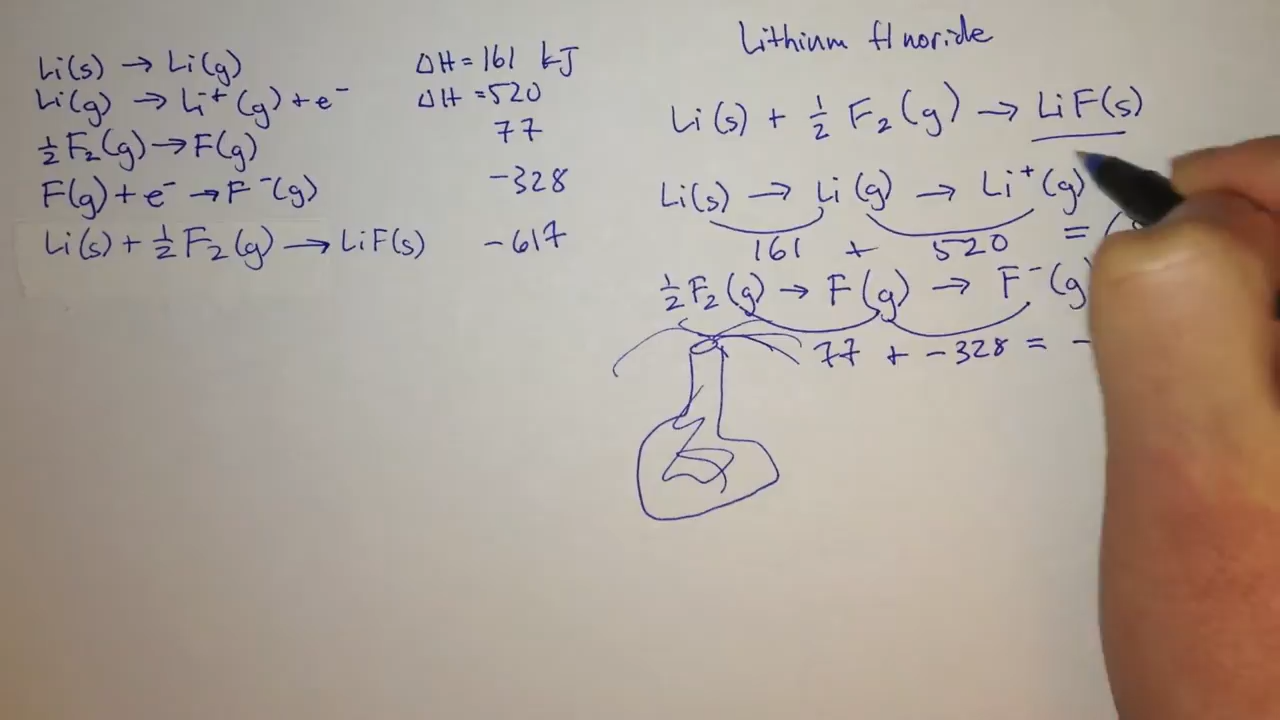 Li(s) → Li(g) ΔH = 161 kJ
Li(g) → Li⁺(g) + e⁻ ΔH = 520
½F₂(g) → F(g) 77
F(g) + e⁻ → F⁻(g) -328
Li(s) + ½F₂(g) → LiF(s) -617
Lithium fluoride
Li(s) + ½ F₂(g) → LiF(s)
Li(s) → Li(g) → Li⁺(g)
161 + 520 = (
½F₂(g) → F(g) → F⁻(g)
77 + -328 = -